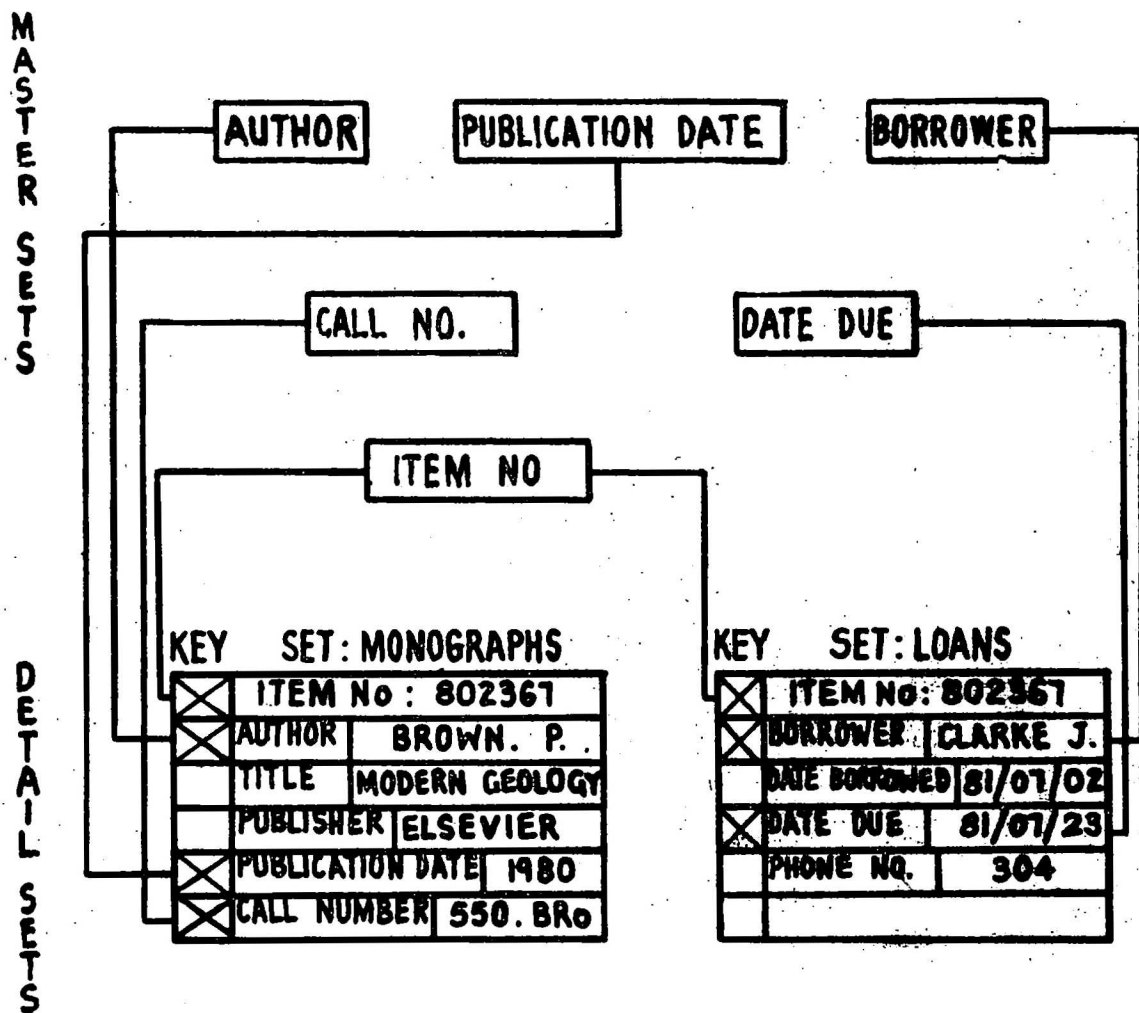 MASTER SETS
AUTHOR
PUBLICATION DATE
BORROWER
CALL NO.
DATE DUE
ITEM NO
DETAIL SETS
KEY SET: MONOGRAPHS
ITEM No: 802367
AUTHOR BROWN. P.
TITLE MODERN GEOLOGY
PUBLISHER ELSEVIER
PUBLICATION DATE 1980
CALL NUMBER 550. BRo
KEY SET: LOANS
ITEM No: 802367
BORROWER CLARKE J.
DATE BORROWED 81/07/02
DATE DUE 81/07/23
PHONE NO. 304